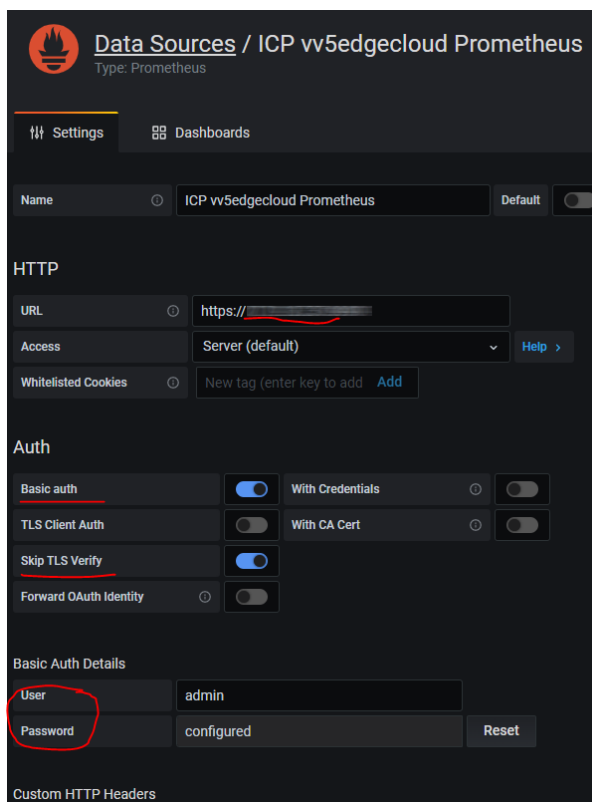 Data Sources / ICP vv5edgecloud Prometheus
Type: Prometheus
Settings Dashboards
Name ICP vv5edgecloud Prometheus Default
HTTP
URL https://
Access Server (default) Help >
Whitelisted Cookies New tag (enter key to add Add
Auth
Basic auth With Credentials
TLS Client Auth With CA Cert
Skip TLS Verify
Forward OAuth Identity
Basic Auth Details
User admin
Password configured Reset
Custom HTTP Headers